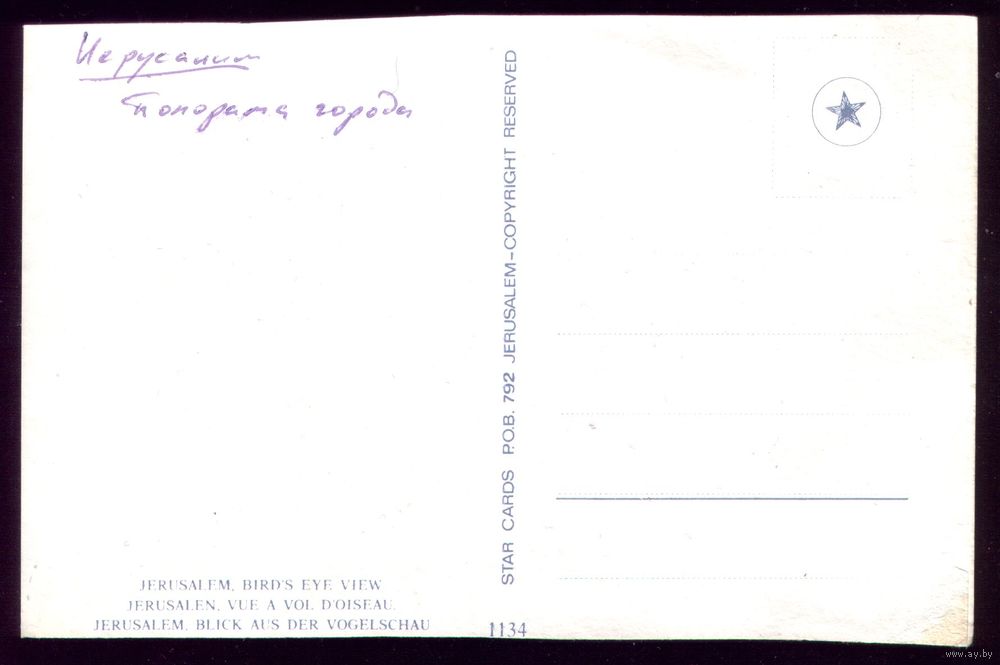 Иерусалим
Панорама города
STAR CARDS P.O.B. 792 JERUSALEM-COPYRIGHT RESERVED
JERUSALEM, BIRD'S EYE VIEW
JERUSALEN, VUE A VOL D'OISEAU.
JERUSALEM, BLICK AUS DER VOGELSCHAU
1134
www.ay.by